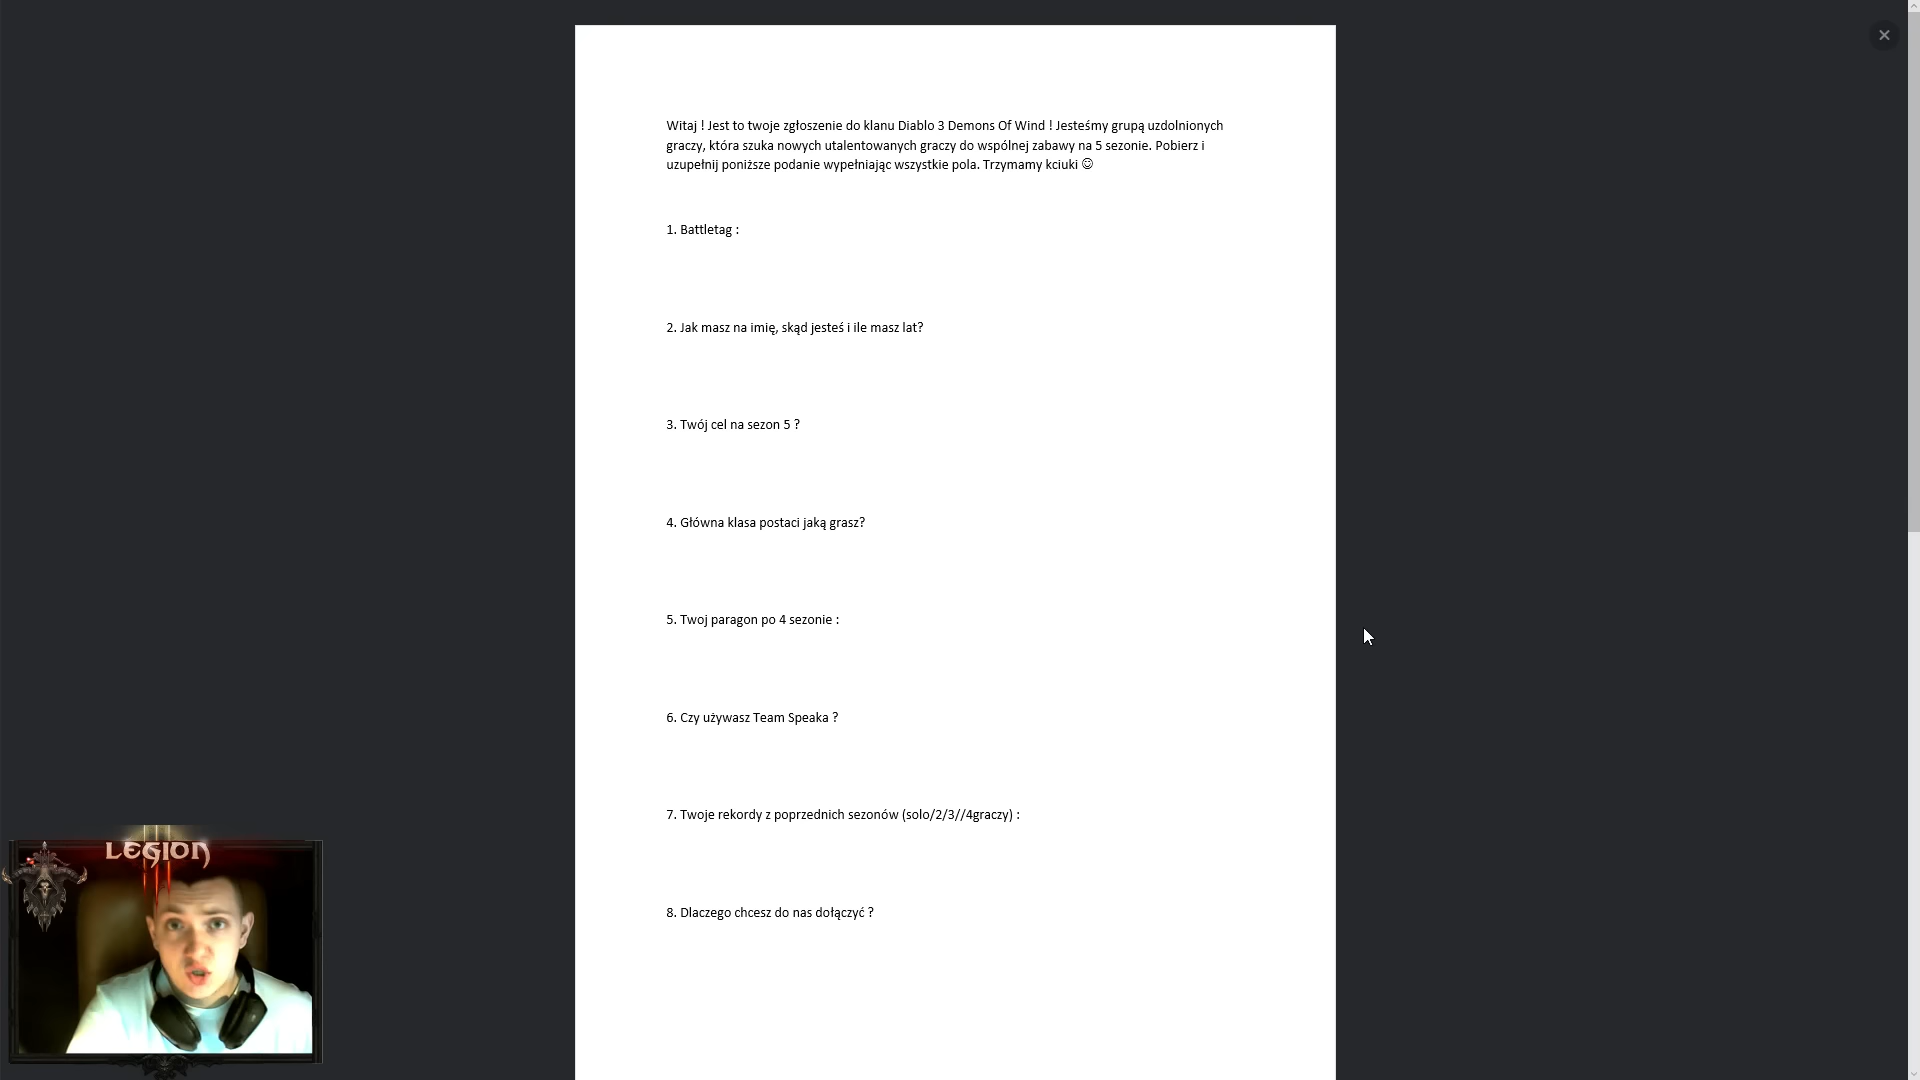 Witaj ! Jest to twoje zgłoszenie do klanu Diablo 3 Demons Of Wind ! Jesteśmy grupą uzdolnionych
graczy, która szuka nowych utalentowanych graczy do wspólnej zabawy na 5 sezonie. Pobierz i
uzupełnij poniższe podanie wypełniając wszystkie pola. Trzymamy kciuki ☺
1. Battletag :
2. Jak masz na imię, skąd jesteś i ile masz lat?
3. Twój cel na sezon 5 ?
4. Główna klasa postaci jaką grasz?
5. Twoj paragon po 4 sezonie :
6. Czy używasz Team Speaka ?
7. Twoje rekordy z poprzednich sezonów (solo/2/3//4graczy) :
8. Dlaczego chcesz do nas dołączyć ?
LEGION